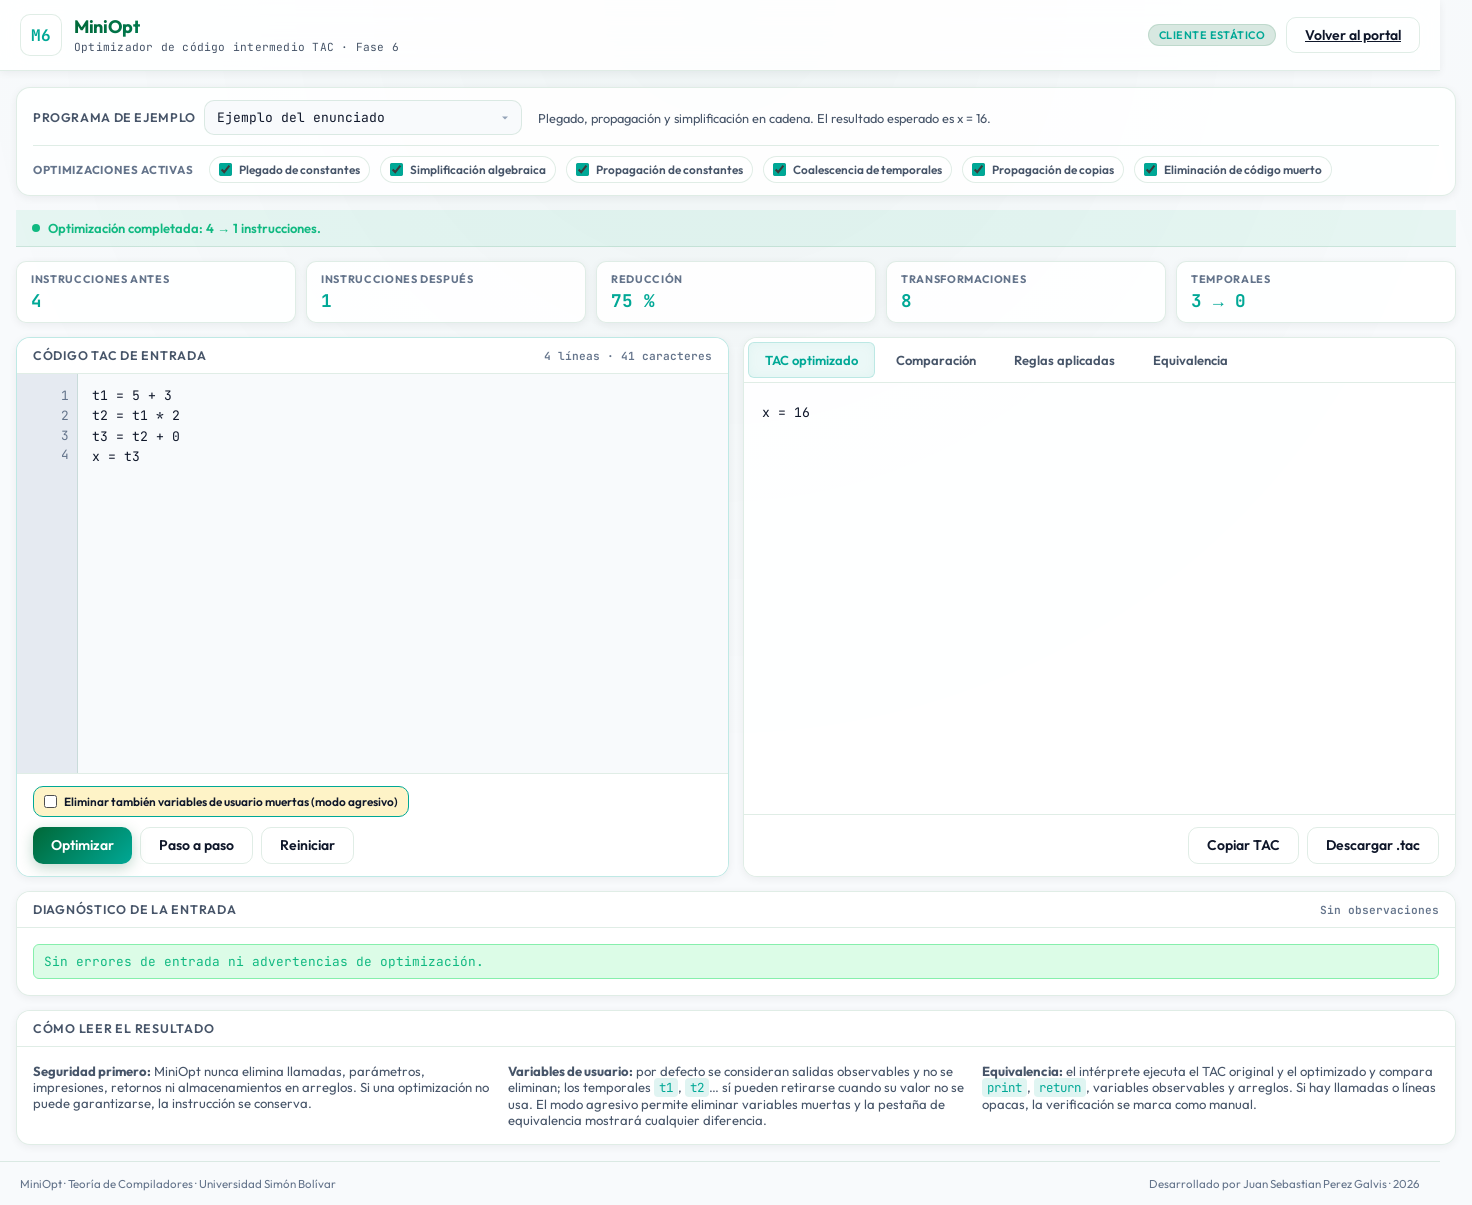 M6
MiniOpt
Optimizador de código intermedio TAC · Fase 6
CLIENTE ESTÁTICO
Volver al portal
PROGRAMA DE EJEMPLO
Ejemplo del enunciado
Plegado, propagación y simplificación en cadena. El resultado esperado es x = 16.
OPTIMIZACIONES ACTIVAS
Plegado de constantes
Simplificación algebraica
Propagación de constantes
Coalescencia de temporales
Propagación de copias
Eliminación de código muerto
Optimización completada: 4 → 1 instrucciones.
INSTRUCCIONES ANTES
4
INSTRUCCIONES DESPUÉS
1
REDUCCIÓN
75 %
TRANSFORMACIONES
8
TEMPORALES
3 → 0
CÓDIGO TAC DE ENTRADA
4 líneas · 41 caracteres
1 t1 = 5 + 3
2 t2 = t1 * 2
3 t3 = t2 + 0
4 x = t3
Eliminar también variables de usuario muertas (modo agresivo)
Optimizar
Paso a paso
Reiniciar
TAC optimizado
Comparación
Reglas aplicadas
Equivalencia
x = 16
Copiar TAC
Descargar .tac
DIAGNÓSTICO DE LA ENTRADA
Sin observaciones
Sin errores de entrada ni advertencias de optimización.
CÓMO LEER EL RESULTADO
Seguridad primero: MiniOpt nunca elimina llamadas, parámetros,
impresiones, retornos ni almacenamientos en arreglos. Si una optimización no
puede garantizarse, la instrucción se conserva.
Variables de usuario: por defecto se consideran salidas observables y no se
eliminan; los temporales t1, t2… sí pueden retirarse cuando su valor no se
usa. El modo agresivo permite eliminar variables muertas y la pestaña de
equivalencia mostrará cualquier diferencia.
Equivalencia: el intérprete ejecuta el TAC original y el optimizado y compara
print, return, variables observables y arreglos. Si hay llamadas o líneas
opacas, la verificación se marca como manual.
MiniOpt · Teoría de Compiladores · Universidad Simón Bolívar
Desarrollado por Juan Sebastian Perez Galvis · 2026